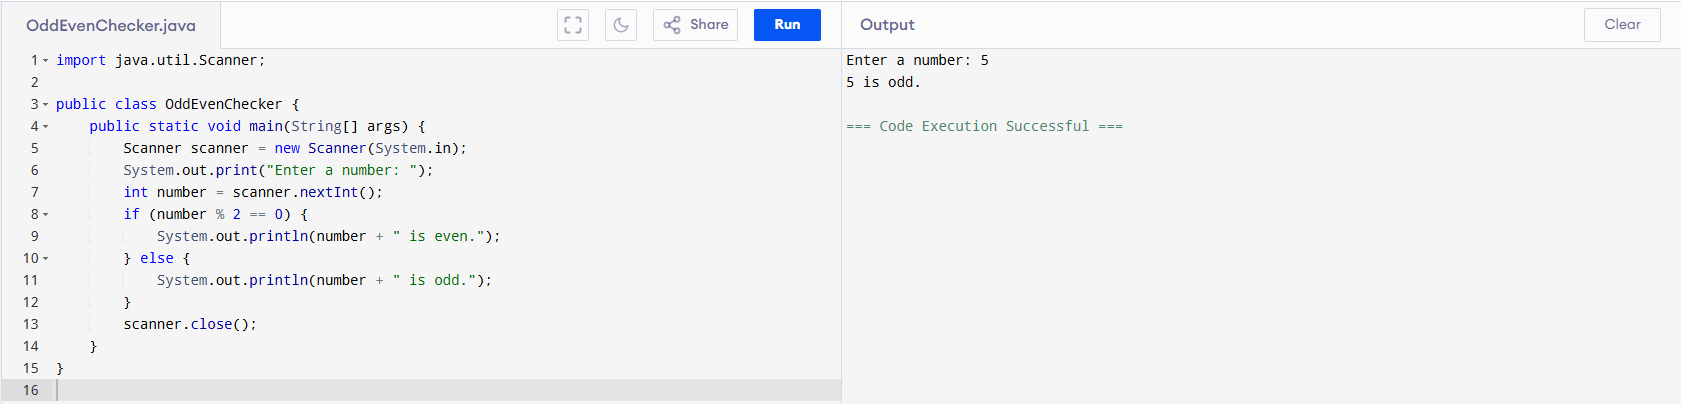 OddEvenChecker.java
Share
Run
Output
Clear
1 import java.util.Scanner;
2
3 public class OddEvenChecker {
4     public static void main(String[] args) {
5         Scanner scanner = new Scanner(System.in);
6         System.out.print("Enter a number: ");
7         int number = scanner.nextInt();
8         if (number % 2 == 0) {
9             System.out.println(number + " is even.");
10         } else {
11             System.out.println(number + " is odd.");
12         }
13         scanner.close();
14     }
15 }
16
Enter a number: 5
5 is odd.
=== Code Execution Successful ===